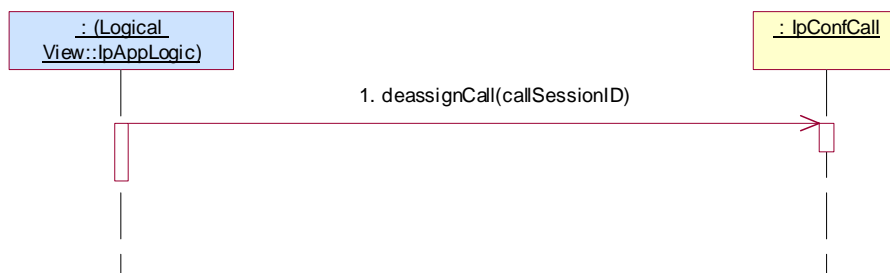 : (Logical
View::IpAppLogic)
: IpConfCall
1. deassignCall(callSessionID)